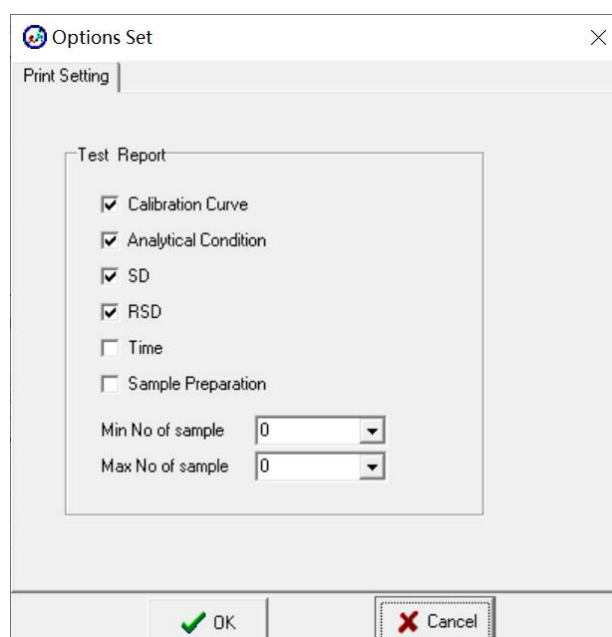 Options Set
Print Setting
Test Report
Calibration Curve
Analytical Condition
SD
RSD
Time
Sample Preparation
Min No of sample 0
Max No of sample 0
OK Cancel